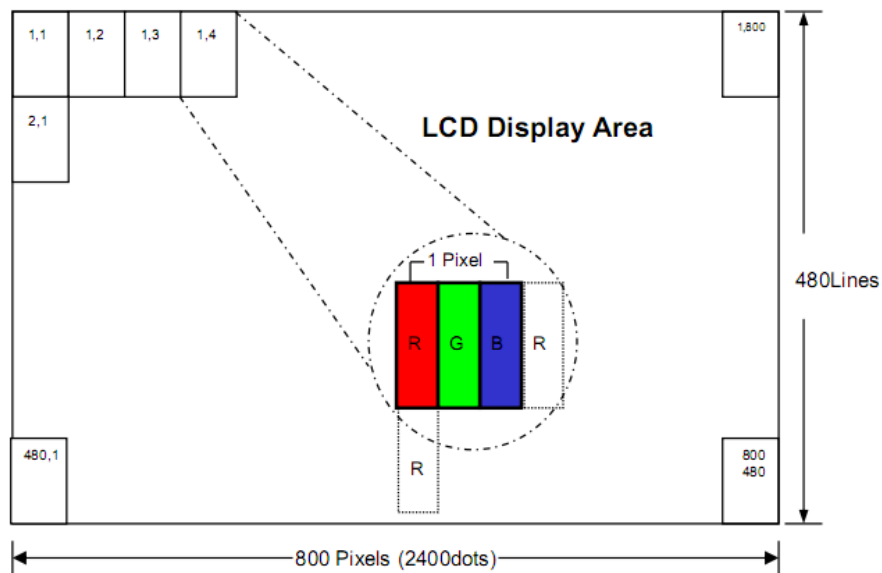 1,1 1,2 1,3 1,4 1,800
2,1
LCD Display Area
1 Pixel
480Lines
R G B R
R
480,1
800
480
800 Pixels (2400dots)